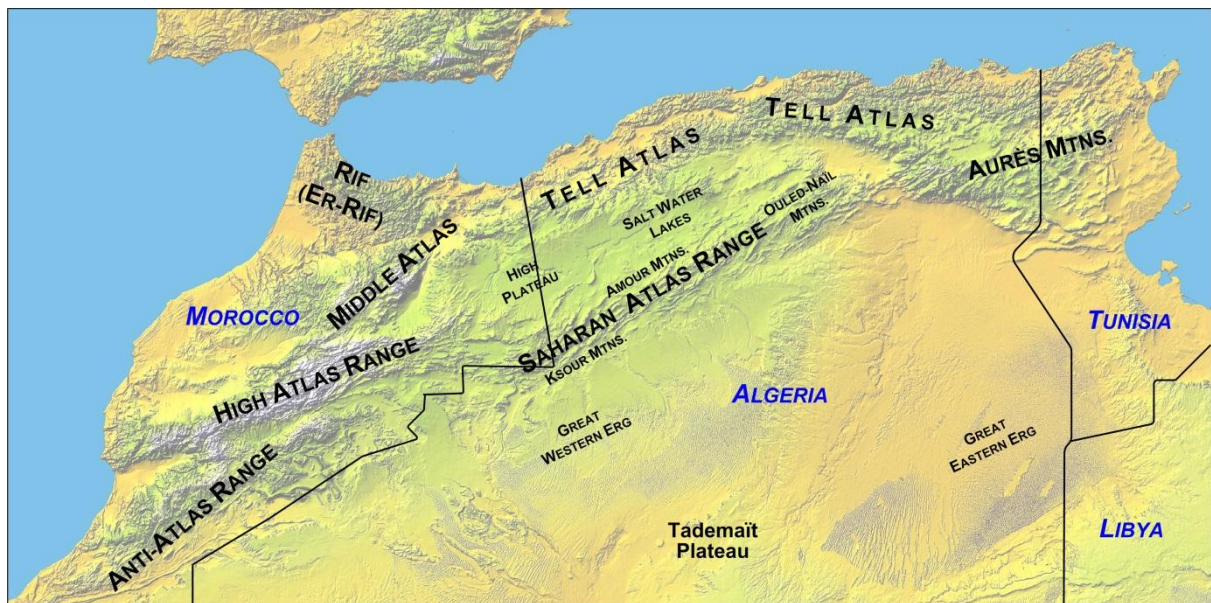 TELL ATLAS
TELL ATLAS
RIF
(ER-RIF)
AURÈS MTNS.
SALT WATER
LAKES
OULED-NAÏL
MTNS.
MIDDLE ATLAS
HIGH
PLATEAU
AMOUR MTNS.
SAHARAN ATLAS RANGE
KSOUR MTNS.
MOROCCO
TUNISIA
HIGH ATLAS RANGE
ALGERIA
GREAT
WESTERN ERG
GREAT
EASTERN ERG
ANTI-ATLAS RANGE
Tademaït
Plateau
LIBYA